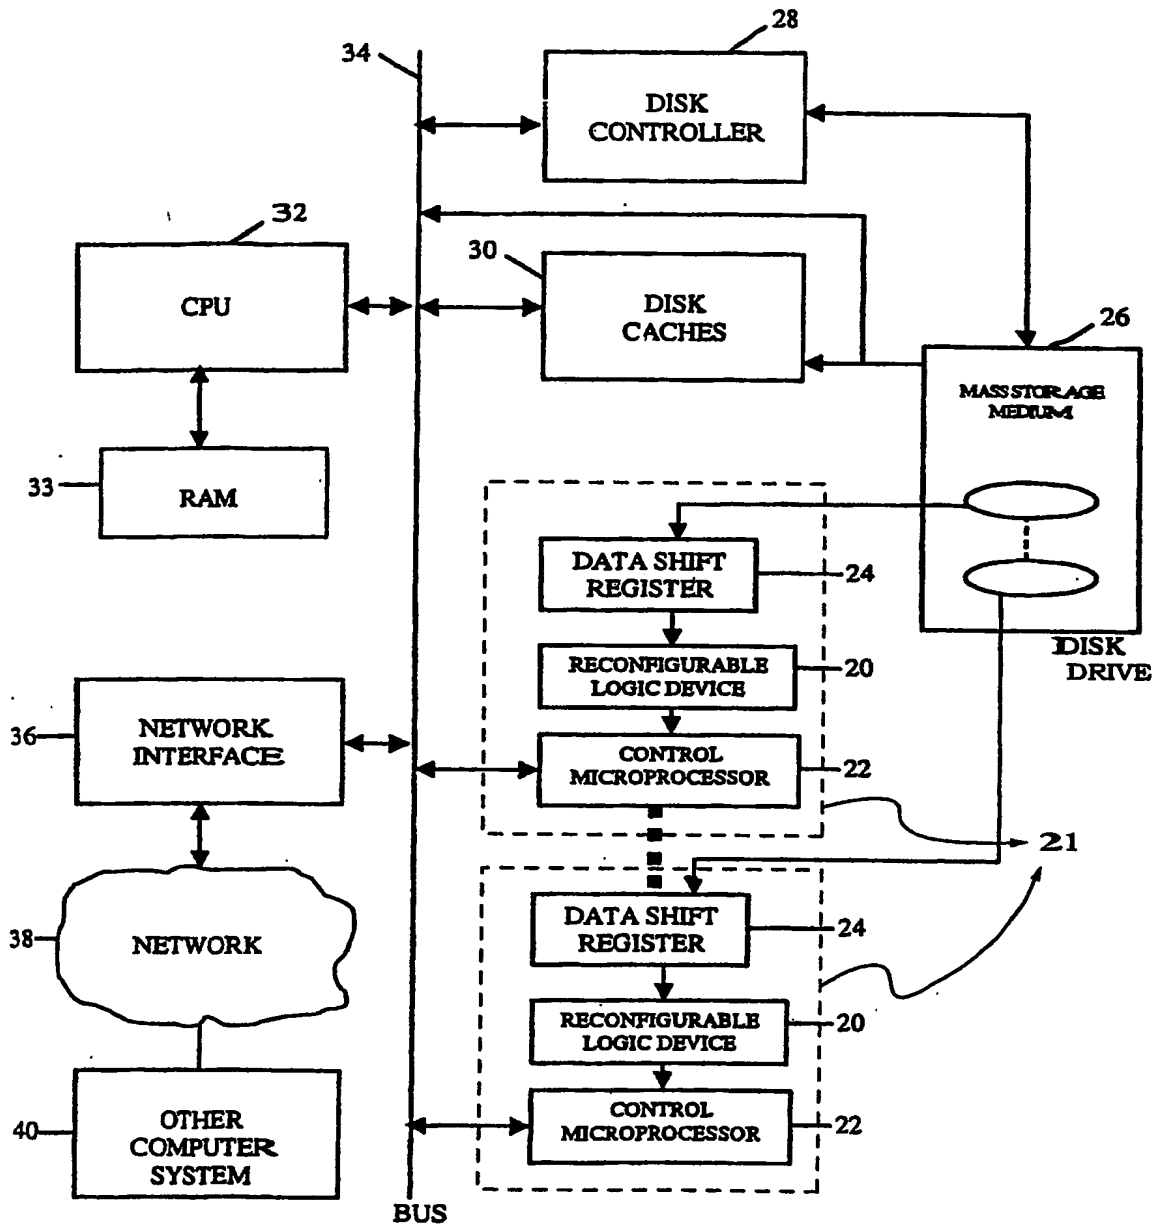 28
34
DISK
CONTROLLER
32
30
CPU
DISK
CACHES
26
MASS STORAGE
MEDIUM
33
RAM
DATA SHIFT
REGISTER
24
DISK
DRIVE
RECONFIGURABLE
LOGIC DEVICE
20
36
NETWORK
INTERFACE
CONTROL
MICROPROCESSOR
22
21
38
NETWORK
DATA SHIFT
REGISTER
24
RECONFIGURABLE
LOGIC DEVICE
20
40
OTHER
COMPUTER
SYSTEM
CONTROL
MICROPROCESSOR
22
BUS